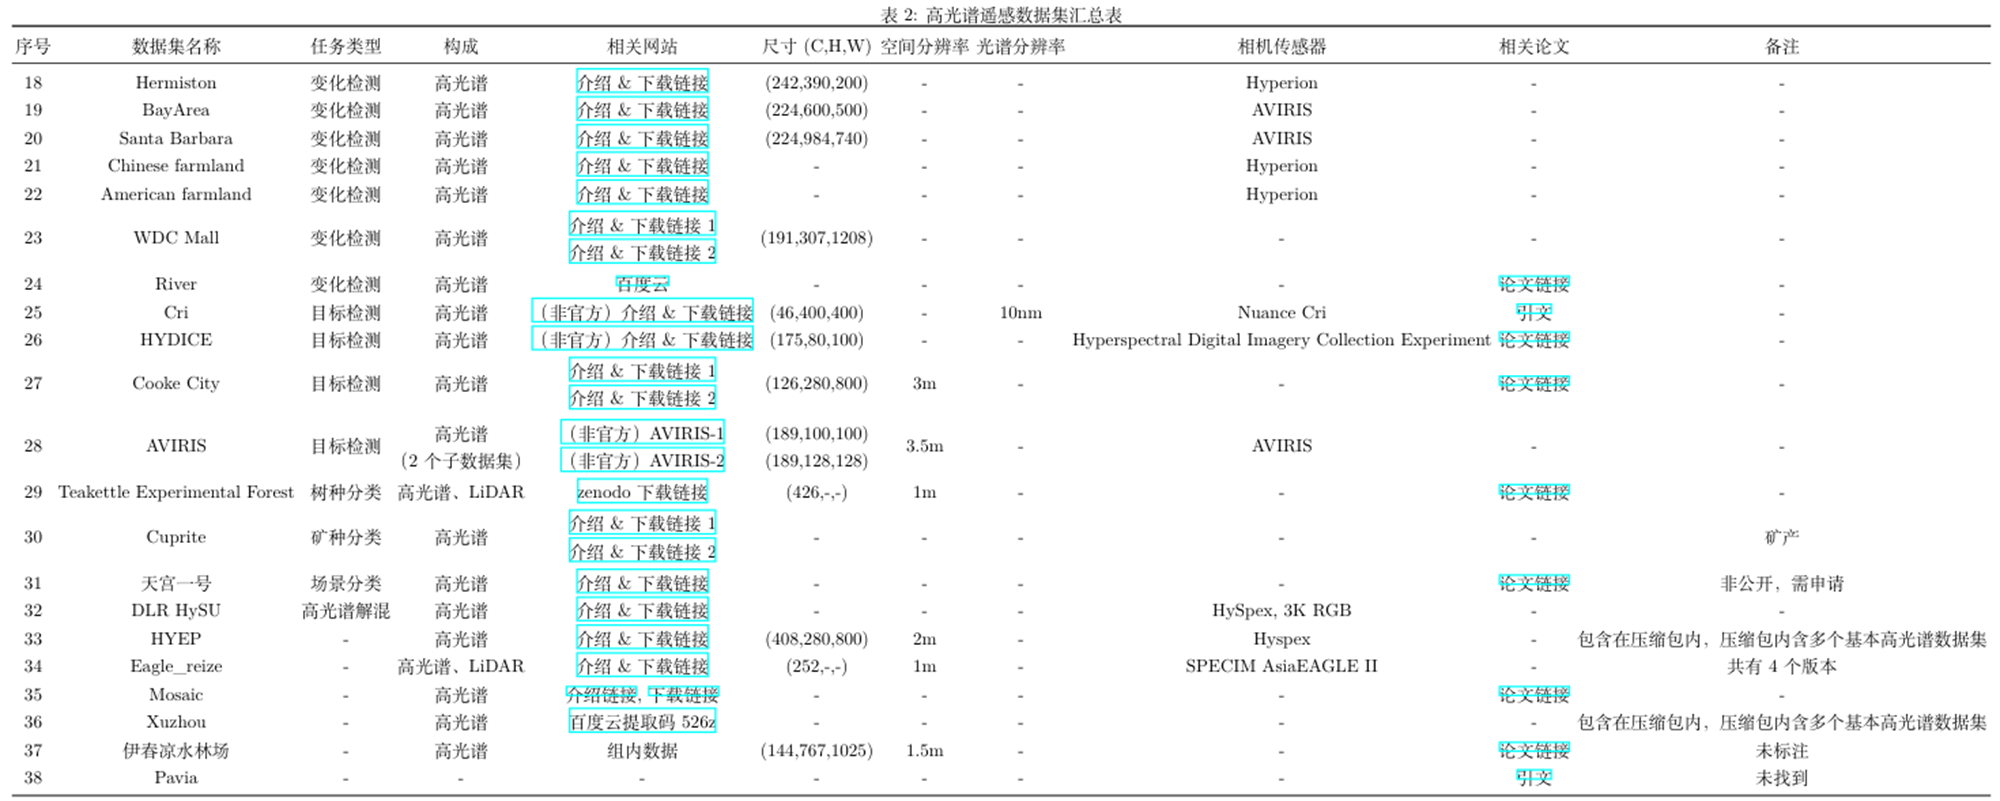 表 2: 高光谱遥感数据集汇总表
序号 数据集名称 任务类型 构成 相关网站 尺寸 (C,H,W) 空间分辨率 光谱分辨率 相机传感器 相关论文 备注
18 Hermiston 变化检测 高光谱 介绍 & 下载链接 (242,390,200) - - Hyperion - -
19 BayArea 变化检测 高光谱 介绍 & 下载链接 (224,600,500) - - AVIRIS - -
20 Santa Barbara 变化检测 高光谱 介绍 & 下载链接 (224,984,740) - - AVIRIS - -
21 Chinese farmland 变化检测 高光谱 介绍 & 下载链接 - - - Hyperion - -
22 American farmland 变化检测 高光谱 介绍 & 下载链接 - - - Hyperion - -
介绍 & 下载链接 1
23 WDC Mall 变化检测 高光谱 (191,307,1208) - - - - -
介绍 & 下载链接 2
24 River 变化检测 高光谱 百度云 - - - - 论文链接 -
25 Cri 目标检测 高光谱 （非官方）介绍 & 下载链接 (46,400,400) - 10nm Nuance Cri 引文 -
26 HYDICE 目标检测 高光谱 （非官方）介绍 & 下载链接 (175,80,100) - - Hyperspectral Digital Imagery Collection Experiment 论文链接 -
介绍 & 下载链接 1
27 Cooke City 目标检测 高光谱 (126,280,800) 3m - - 论文链接 -
介绍 & 下载链接 2
高光谱 （非官方）AVIRIS-1 (189,100,100)
28 AVIRIS 目标检测 3.5m - AVIRIS - -
（2 个子数据集） （非官方）AVIRIS-2 (189,128,128)
29 Teakettle Experimental Forest 树种分类 高光谱、LiDAR zenodo 下载链接 (426,-,-) 1m - - 论文链接 -
介绍 & 下载链接 1
30 Cuprite 矿种分类 高光谱 - - - - - 矿产
介绍 & 下载链接 2
31 天宫一号 场景分类 高光谱 介绍 & 下载链接 - - - - 论文链接 非公开，需申请
32 DLR HySU 高光谱解混 高光谱 介绍 & 下载链接 - - - HySpex, 3K RGB - -
33 HYEP - 高光谱 介绍 & 下载链接 (408,280,800) 2m - Hyspex - 包含在压缩包内，压缩包内含多个基本高光谱数据集
34 Eagle_reize - 高光谱、LiDAR 介绍 & 下载链接 (252,-,-) 1m - SPECIM AsiaEAGLE II - 共有 4 个版本
35 Mosaic - 高光谱 介绍链接, 下载链接 - - - - 论文链接 -
36 Xuzhou - 高光谱 百度云提取码 526z - - - - - 包含在压缩包内，压缩包内含多个基本高光谱数据集
37 伊春凉水林场 - 高光谱 组内数据 (144,767,1025) 1.5m - - 论文链接 未标注
38 Pavia - - - - - - - 引文 未找到